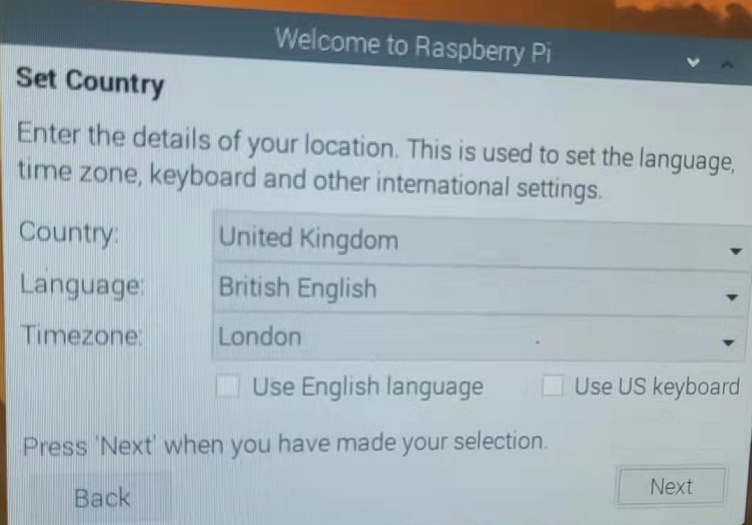 Welcome to Raspberry Pi
Set Country
Enter the details of your location. This is used to set the language,
time zone, keyboard and other international settings.
Country: United Kingdom
Language: British English
Timezone: London
Use English language Use US keyboard
Press 'Next' when you have made your selection.
Back Next